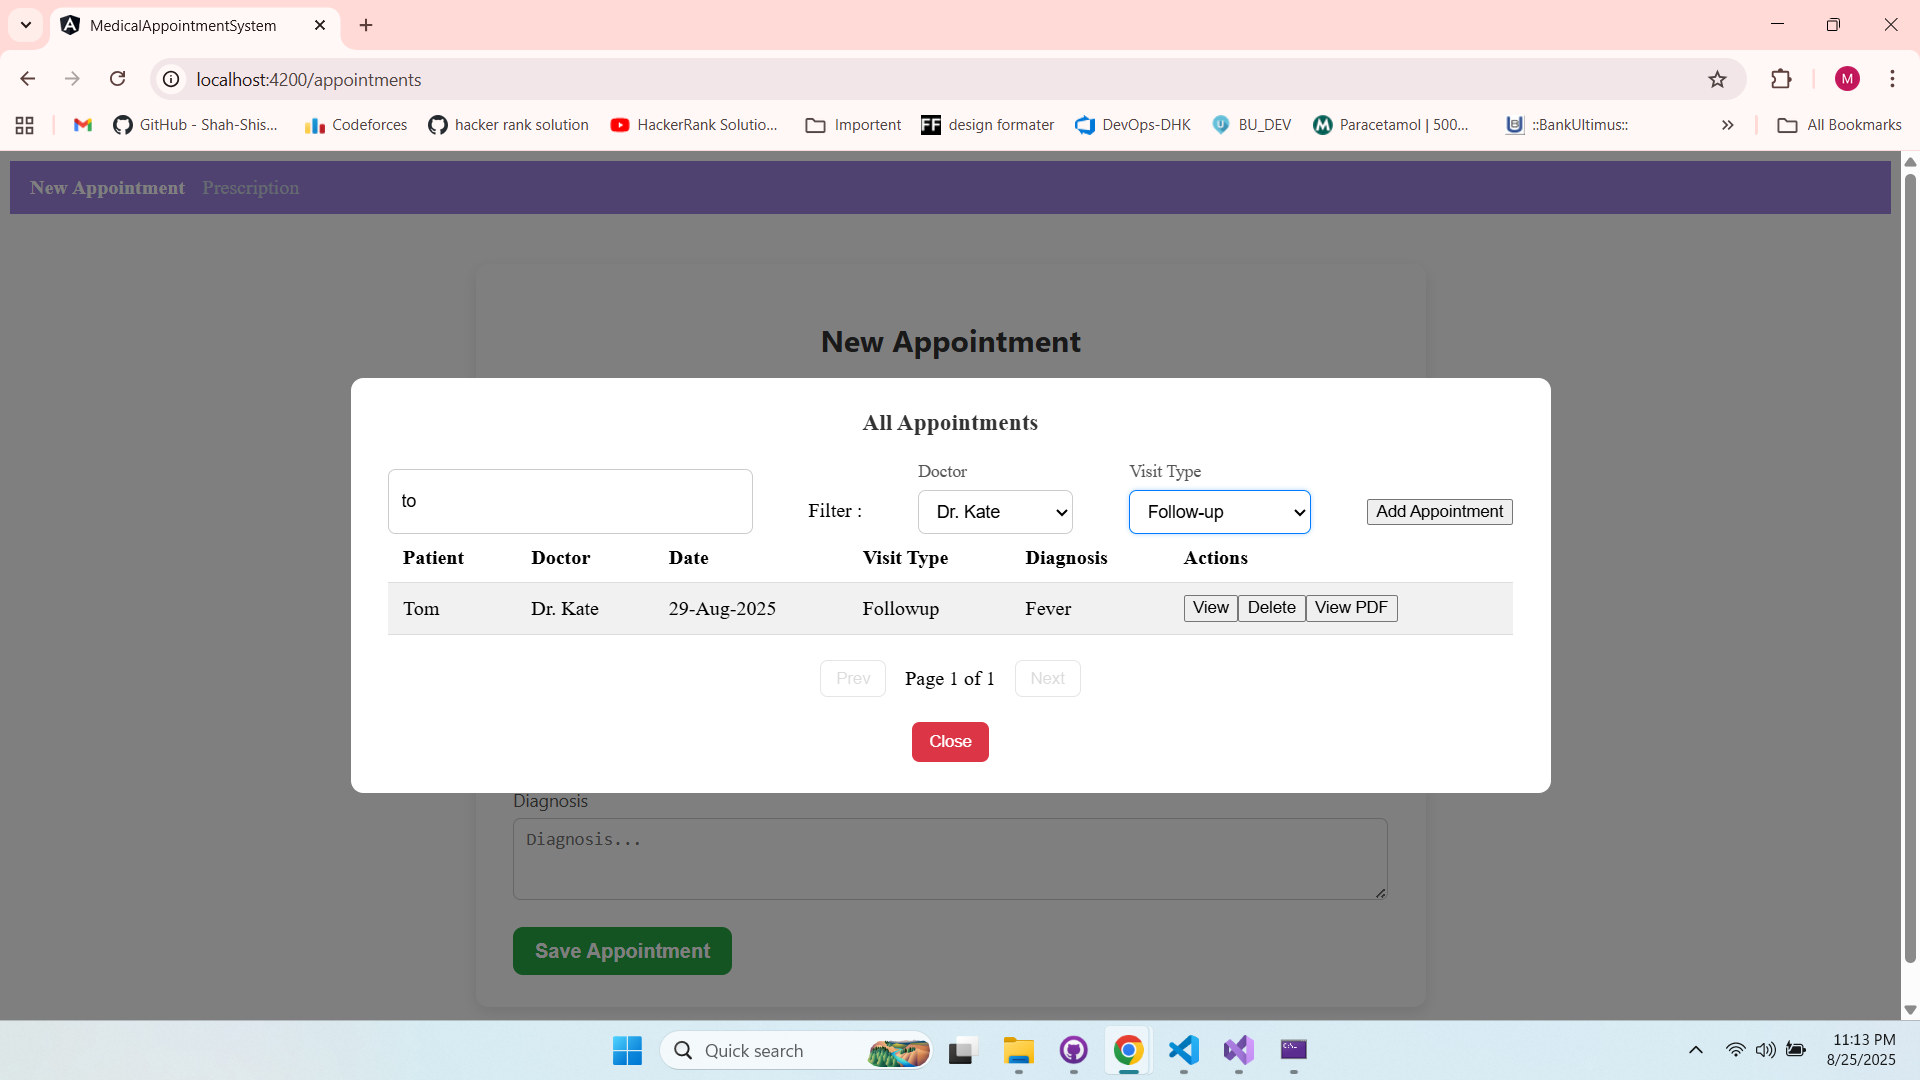 MedicalAppointmentSystem
localhost:4200/appointments
M
GitHub - Shah-Shis...
Codeforces
hacker rank solution
HackerRank Solutio...
Importent
FF
design formater
DevOps-DHK
BU_DEV
Paracetamol | 500...
::BankUltimus::
All Bookmarks
New Appointment Prescription
New Appointment
All Appointments
Doctor Visit Type
to Filter : Dr. Kate Follow-up Add Appointment
Patient Doctor Date Visit Type Diagnosis Actions
Tom Dr. Kate 29-Aug-2025 Followup Fever View Delete View PDF
Prev Page 1 of 1 Next
Close
Diagnosis
Diagnosis...
Save Appointment
Quick search
11:13 PM
8/25/2025